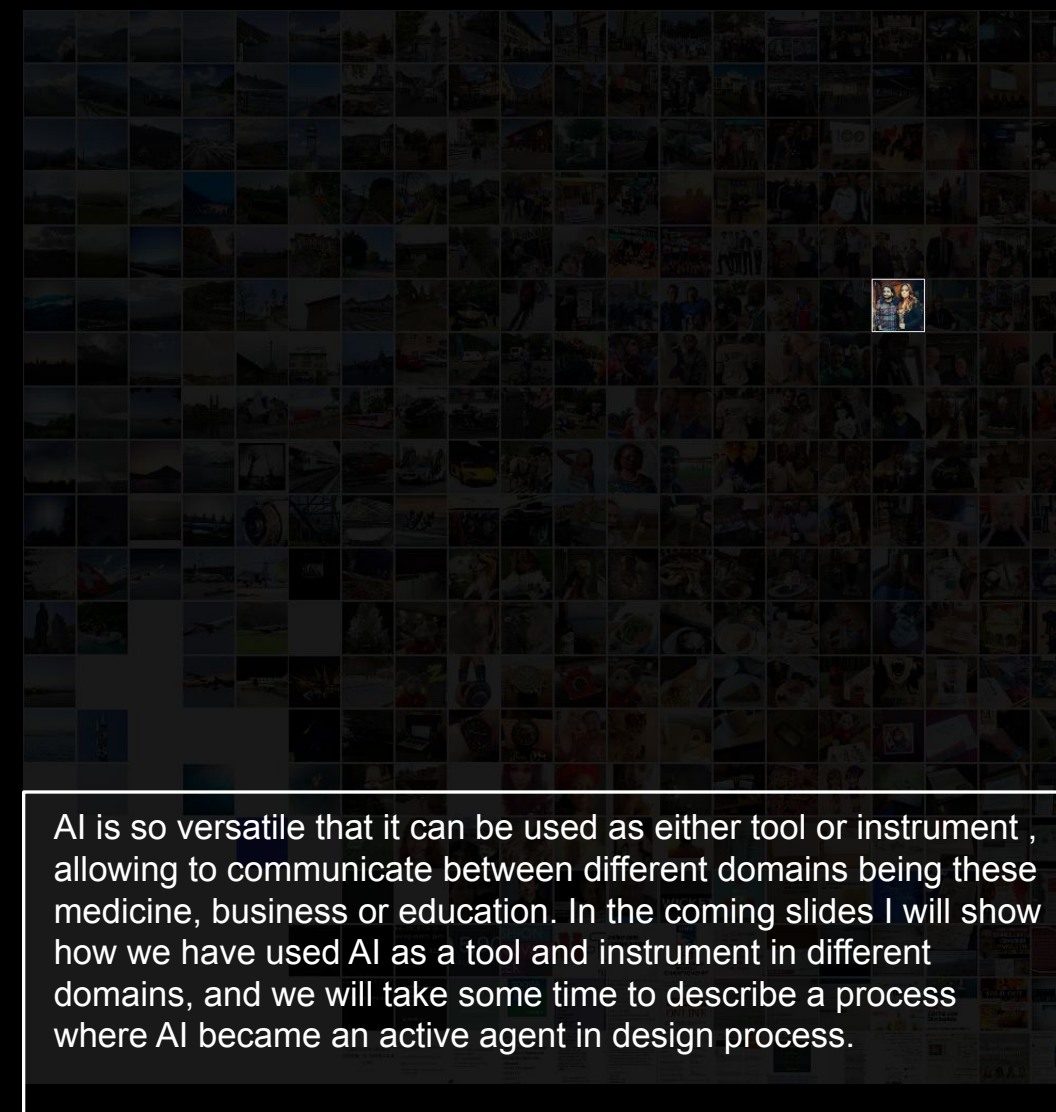 AI is so versatile that it can be used as either tool or instrument ,
allowing to communicate between different domains being these
medicine, business or education. In the coming slides I will show
how we have used AI as a tool and instrument in different
domains, and we will take some time to describe a process
where AI became an active agent in design process.